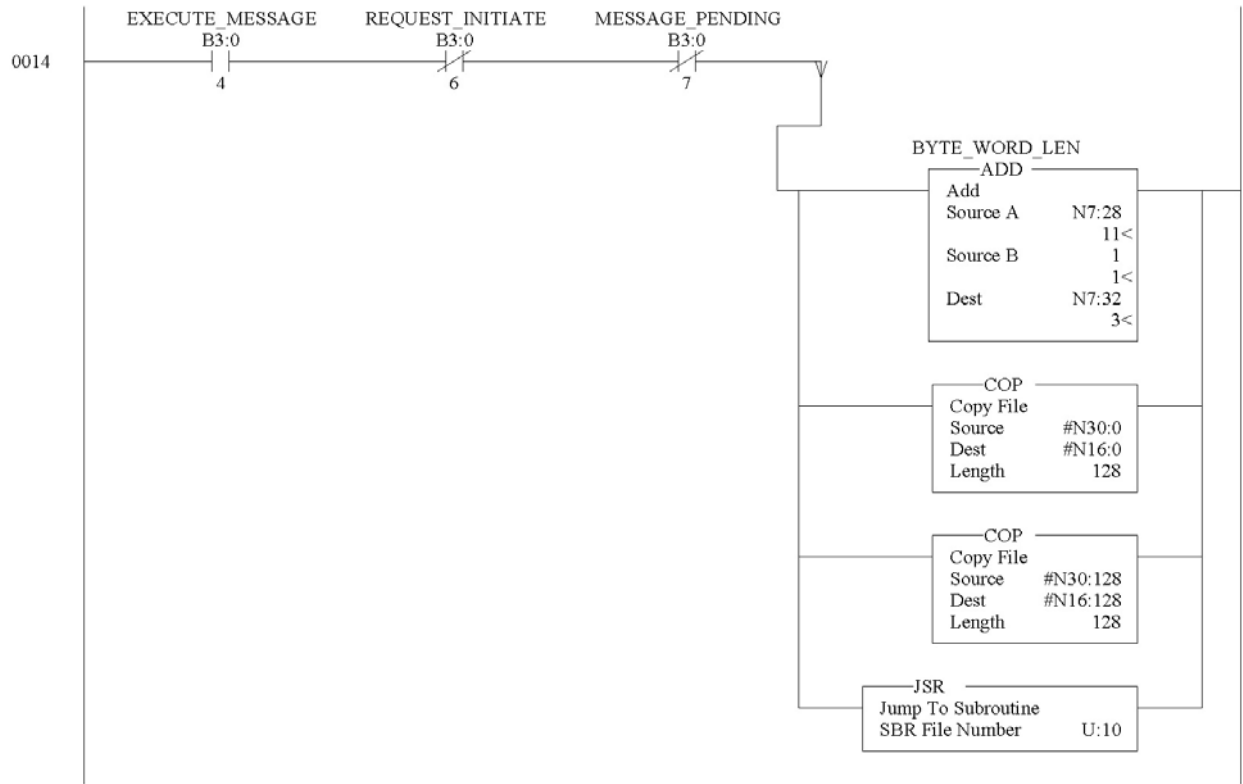 EXECUTE_MESSAGE REQUEST_INITIATE MESSAGE_PENDING
B3:0 B3:0 B3:0
0014
4 6 7
BYTE_WORD_LEN
ADD
Add
Source A N7:28
11<
Source B 1
1<
Dest N7:32
3<
COP
Copy File
Source #N30:0
Dest #N16:0
Length 128
COP
Copy File
Source #N30:128
Dest #N16:128
Length 128
JSR
Jump To Subroutine
SBR File Number U:10